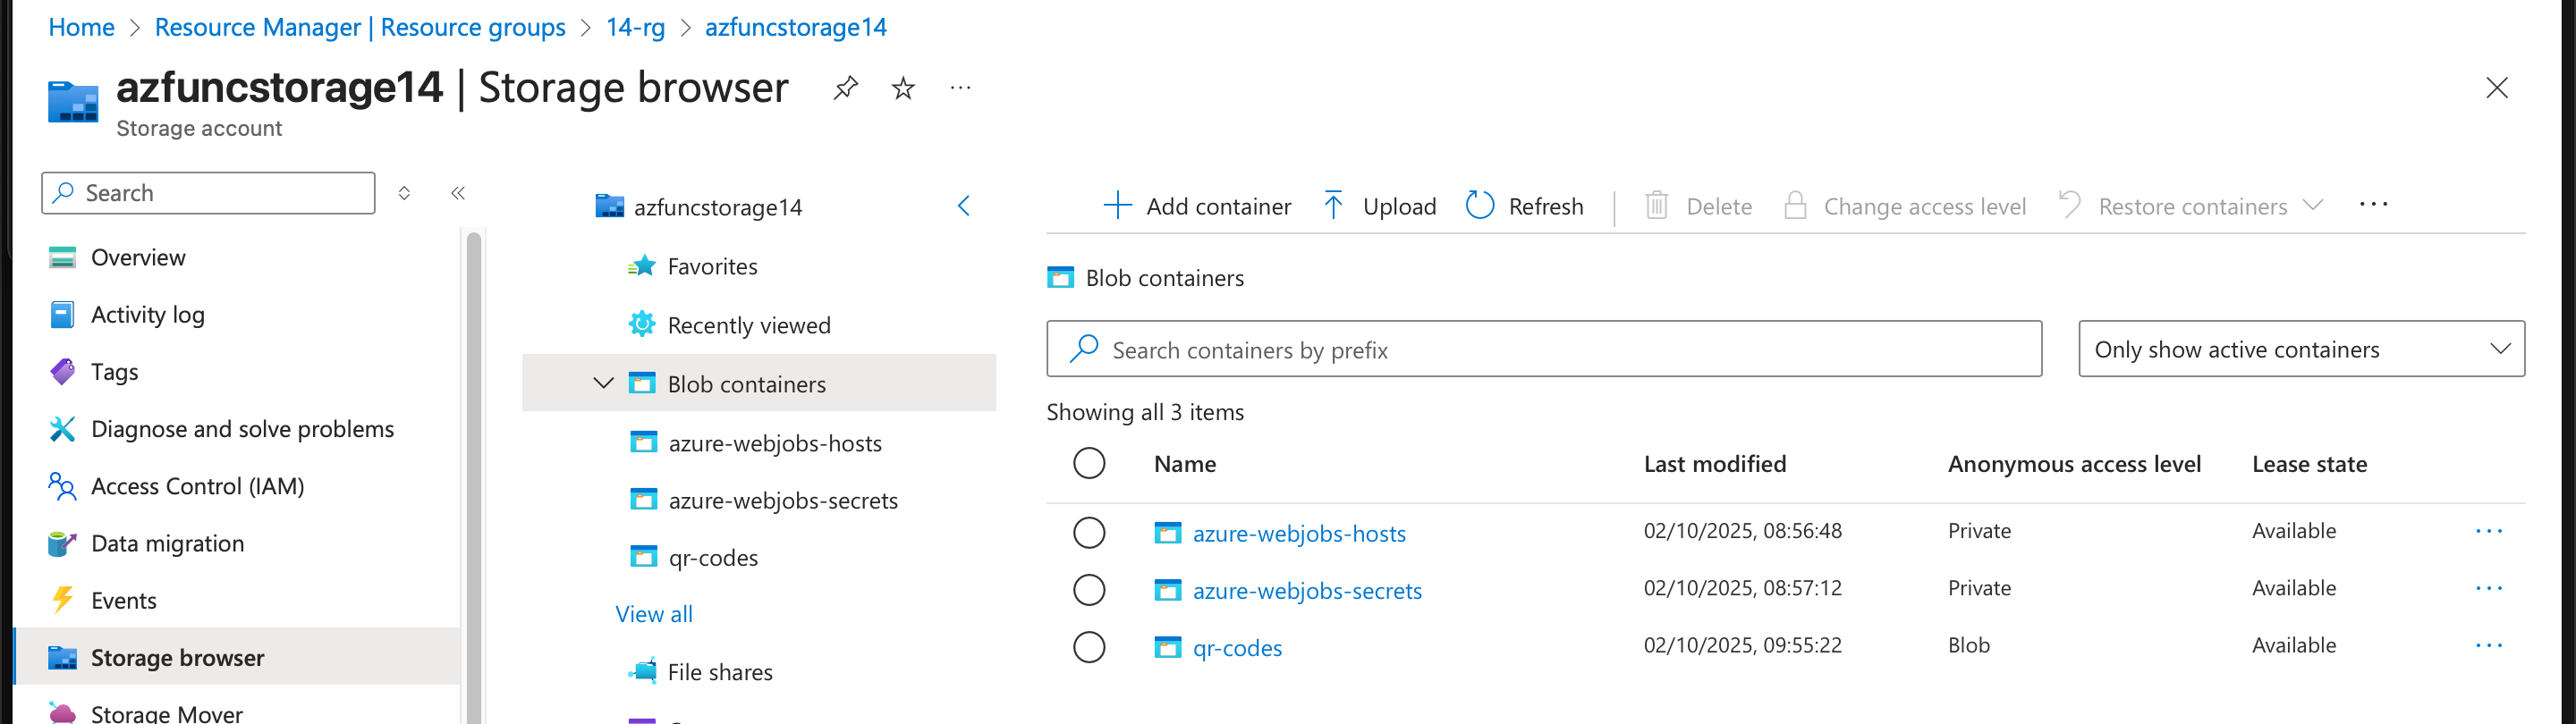 Home > Resource Manager | Resource groups > 14-rg > azfuncstorage14
azfuncstorage14 | Storage browser
Storage account
Search
Overview
Activity log
Tags
Diagnose and solve problems
Access Control (IAM)
Data migration
Events
Storage browser
Storage Mover
azfuncstorage14
Favorites
Recently viewed
Blob containers
azure-webjobs-hosts
azure-webjobs-secrets
qr-codes
View all
File shares
Add container Upload Refresh Delete Change access level Restore containers
Blob containers
Search containers by prefix Only show active containers
Showing all 3 items
Name Last modified Anonymous access level Lease state
azure-webjobs-hosts 02/10/2025, 08:56:48 Private Available
azure-webjobs-secrets 02/10/2025, 08:57:12 Private Available
qr-codes 02/10/2025, 09:55:22 Blob Available